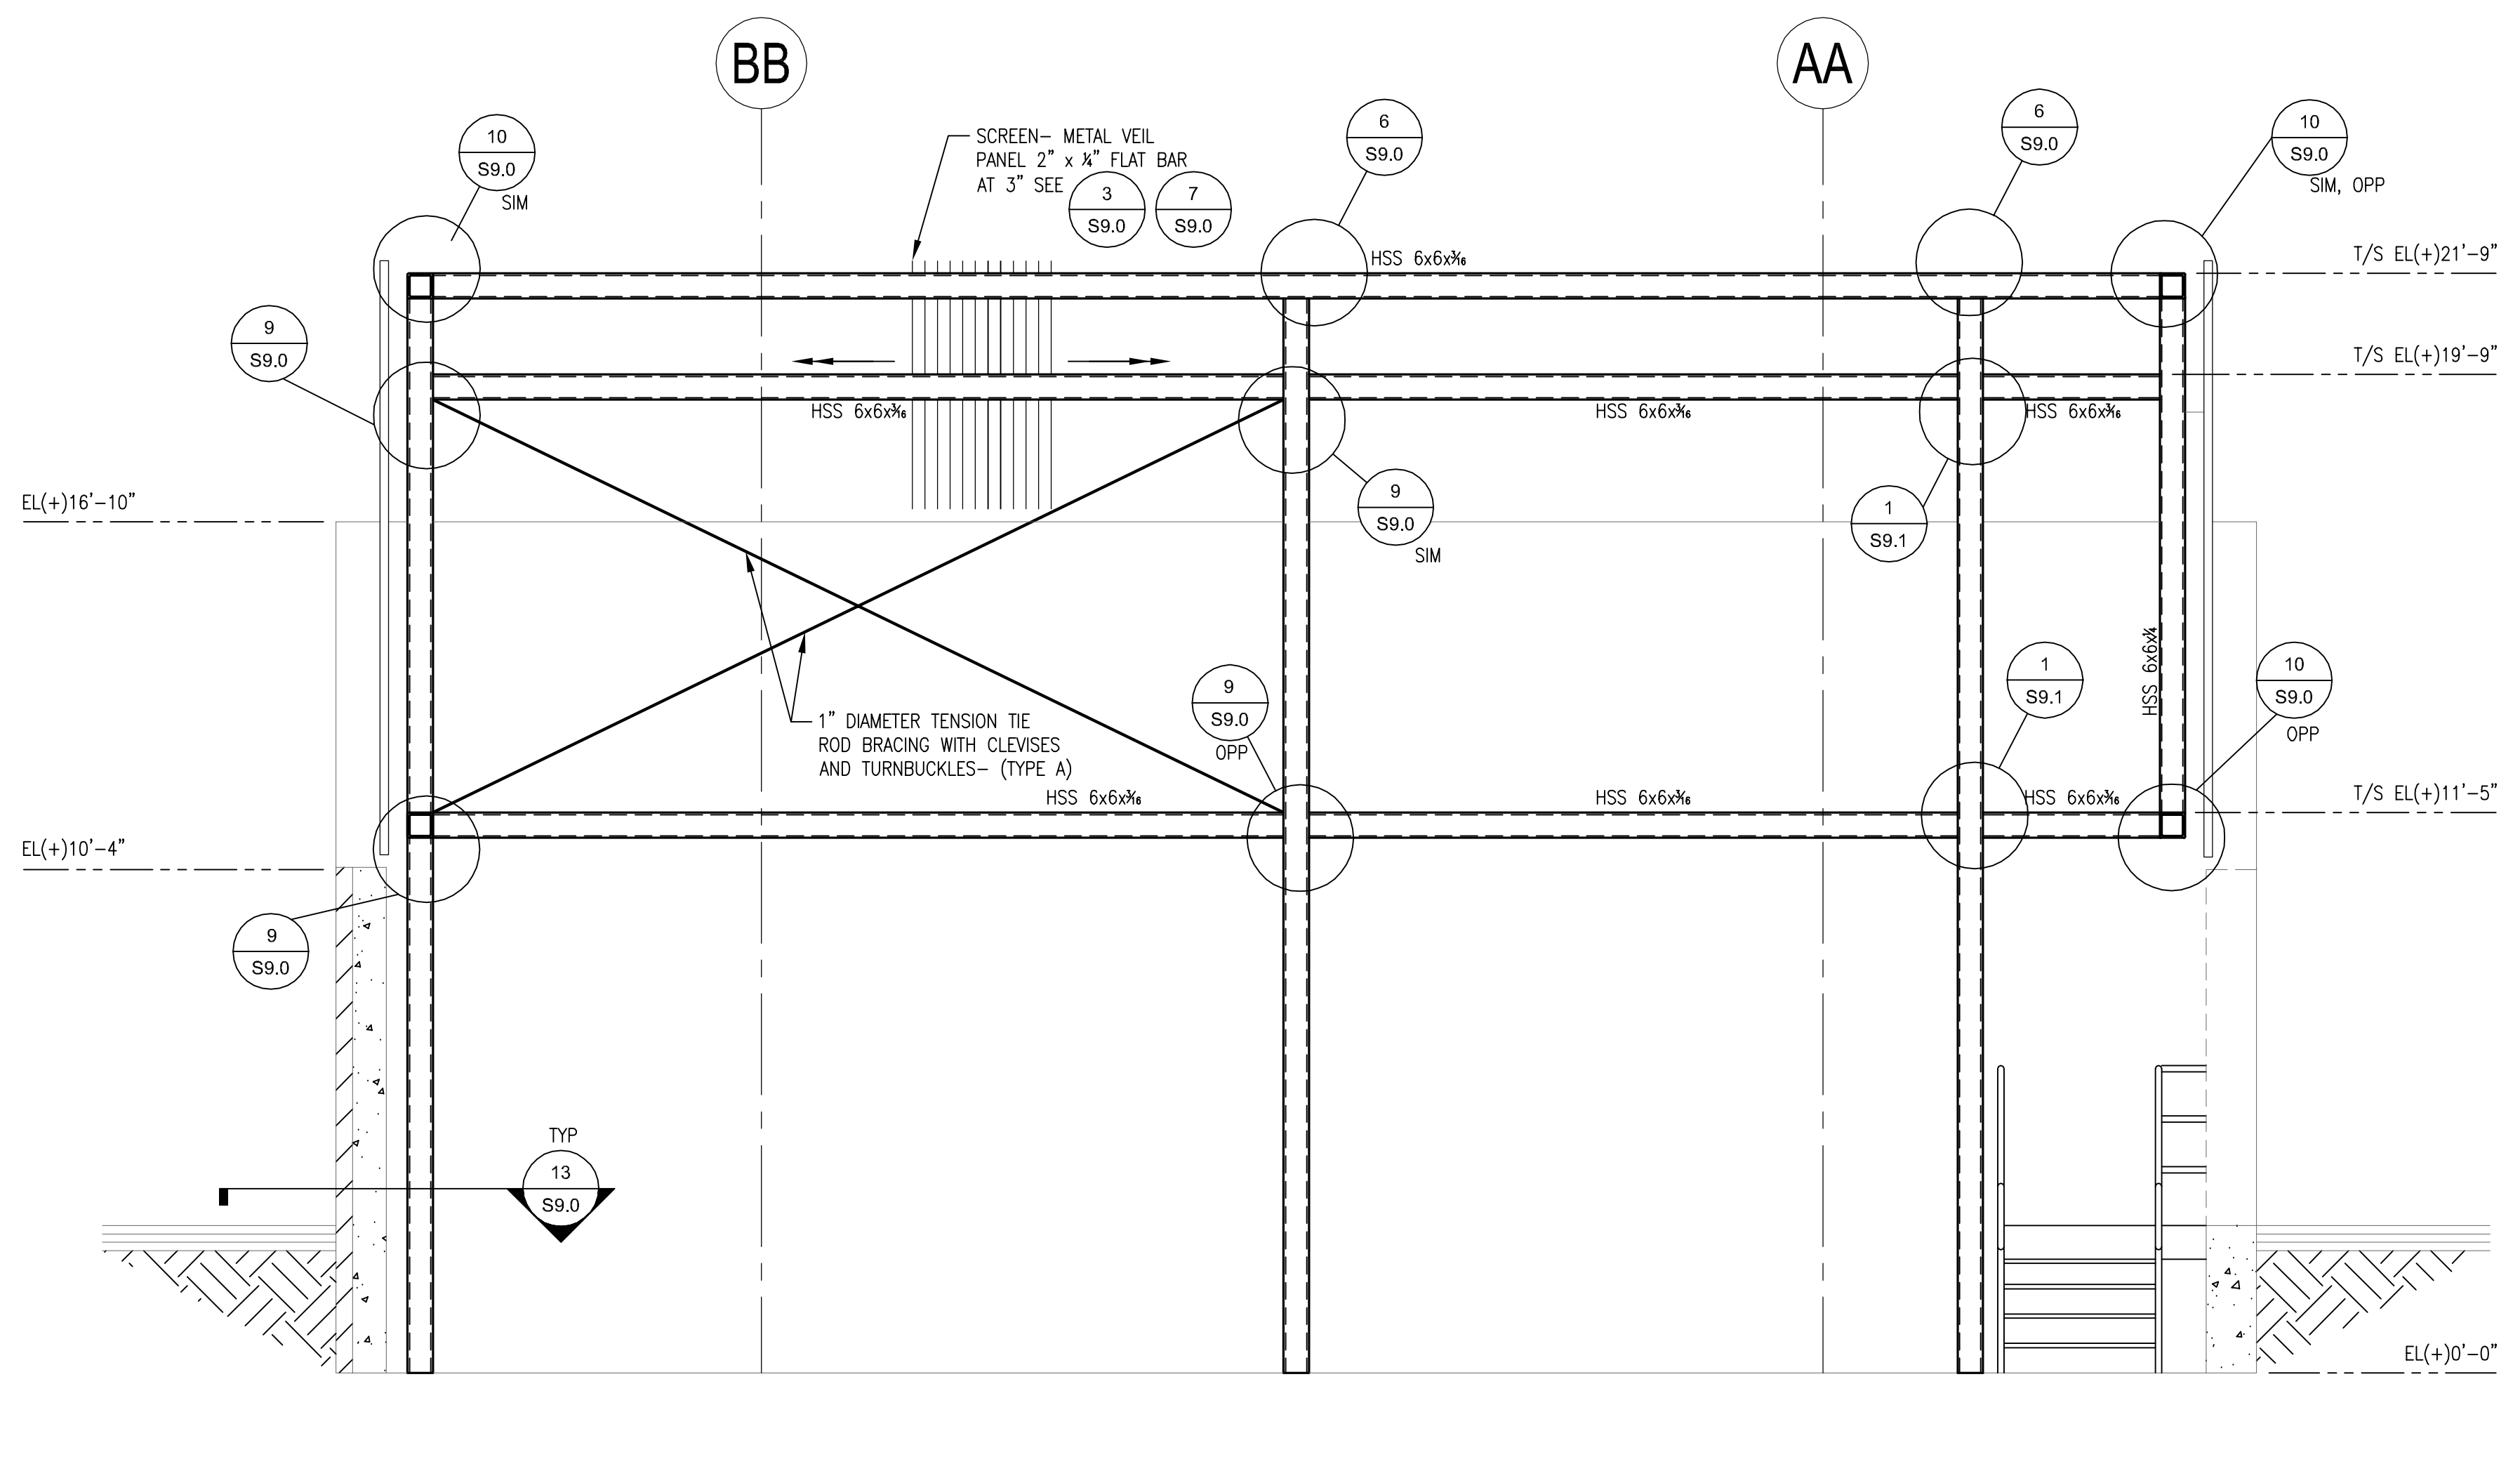 BB
AA
10
S9.0
SIM
SCREEN– METAL VEIL
PANEL 2" x ¼" FLAT BAR
AT 3" SEE
3
S9.0
7
S9.0
6
S9.0
6
S9.0
10
S9.0
SIM, OPP
HSS 6x6x³⁄₁₆
T/S EL(+)21'–9"
9
S9.0
T/S EL(+)19'–9"
HSS 6x6x³⁄₁₆
HSS 6x6x³⁄₁₆
HSS 6x6x³⁄₁₆
EL(+)16'–10"
9
S9.0
SIM
1
S9.1
HSS 6x6x¼
1
S9.1
10
S9.0
OPP
9
S9.0
OPP
1" DIAMETER TENSION TIE
ROD BRACING WITH CLEVISES
AND TURNBUCKLES– (TYPE A)
HSS 6x6x³⁄₁₆
HSS 6x6x³⁄₁₆
HSS 6x6x³⁄₁₆
T/S EL(+)11'–5"
EL(+)10'–4"
9
S9.0
TYP
13
S9.0
EL(+)0'–0"